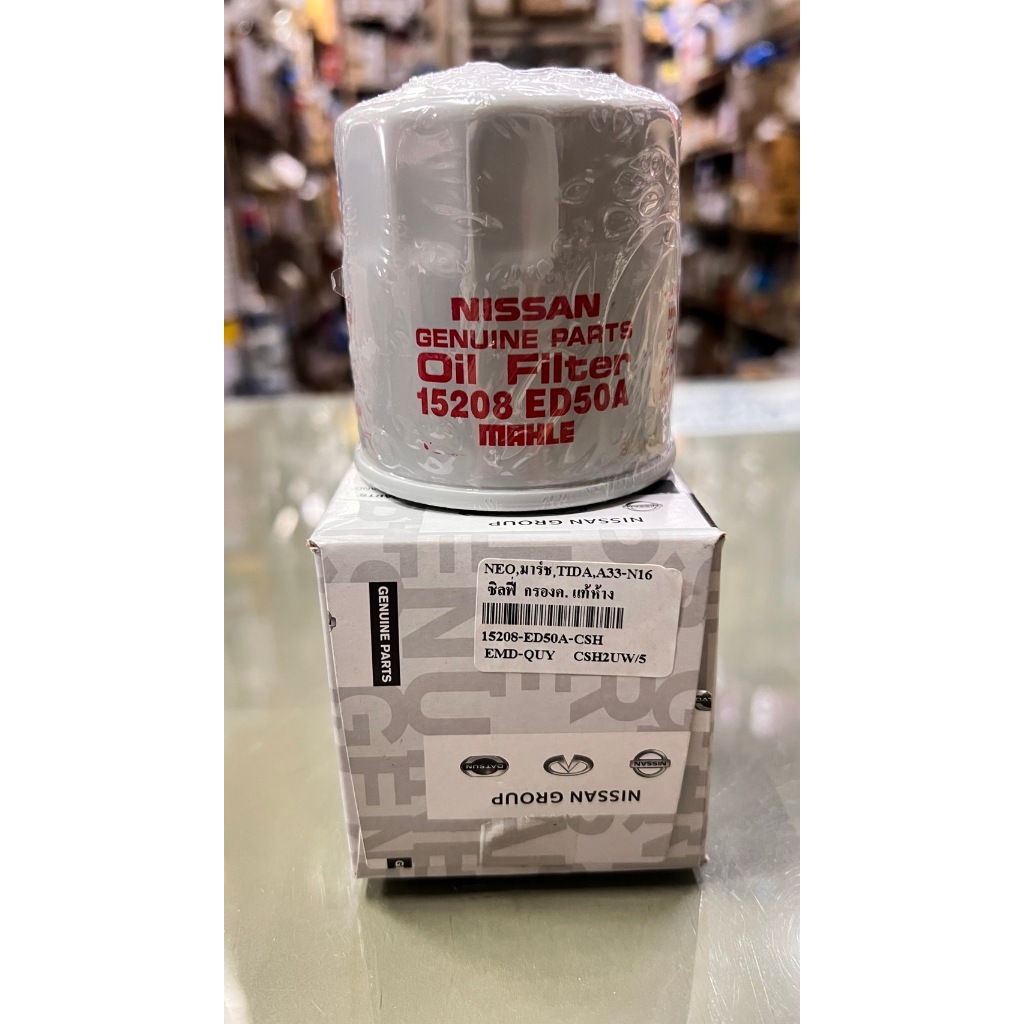 NISSAN
GENUINE PARTS
Oil Filter
15208 ED50A
MAHLE
NISSAN GROUP
NEO,มาร์ช,TIDA,A33-N16
ซิลฟี่ กรองค. แท้ห้าง
15208-ED50A-CSH
EMD-QUY CSH2UW/5
GENUINE PARTS
DATSUN
NISSAN
NISSAN GROUP